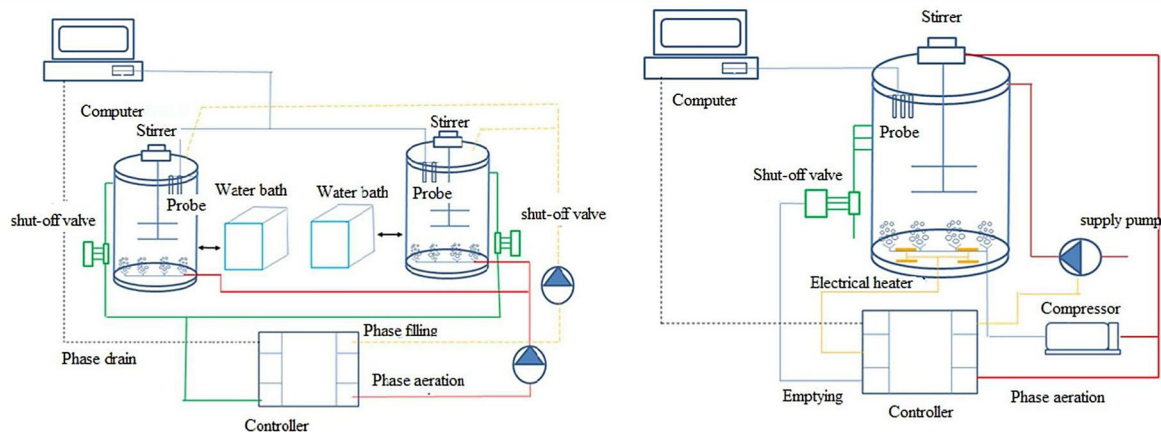 Computer
Stirrer
Stirrer
Probe
Water bath
Water bath
Probe
shut-off valve
shut-off valve
Phase filling
Phase drain
Phase aeration
Controller
Stirrer
Computer
Probe
Shut-off valve
supply pump
Electrical heater
Compressor
Emptying
Phase aeration
Controller